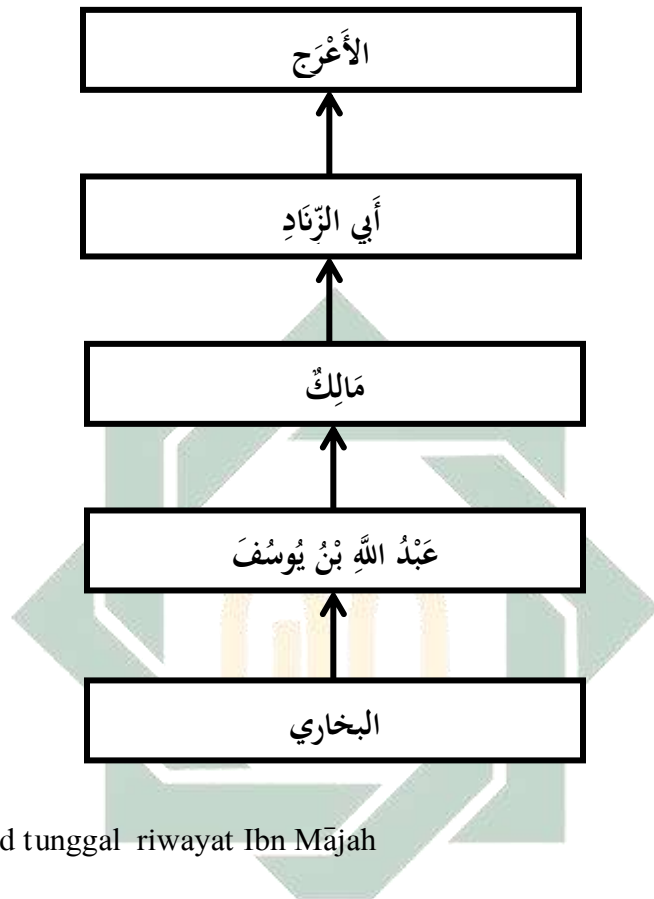 الأَعْرَج
أَبِي الزِّنَادِ
مَالِكٌ
عَبْدُ اللَّهِ بْنُ يُوسُفَ
البخاري
d tunggal riwayat Ibn Mājah